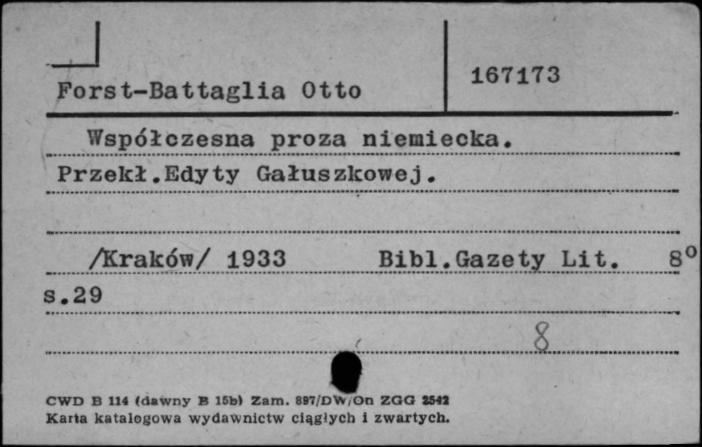 167173
Forst-Battaglia Otto
Współczesna proza niemiecka.
Przekł.Edyty Gałuszkowej.
/Kraków/ 1933 Bibl.Gazety Lit. 8°
s.29
8
CWD B 114 (dawny B 15b) Zam. 897/DW/On ZGG 2542
Karta katalogowa wydawnictw ciągłych i zwartych.